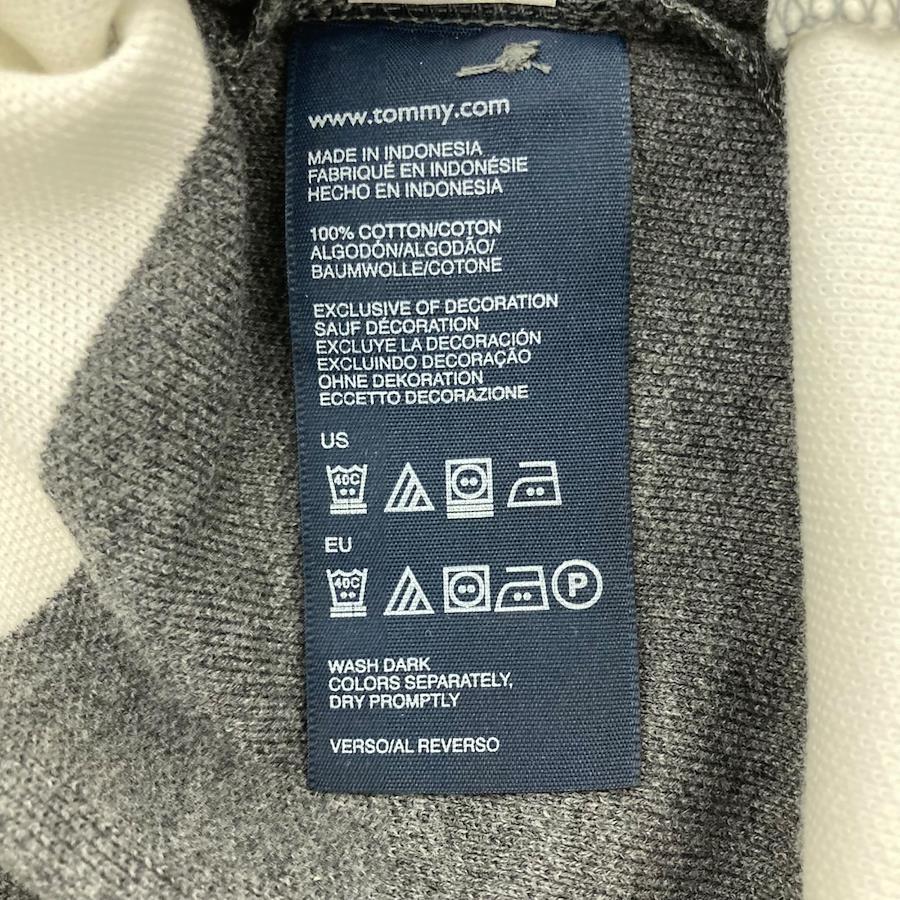 www.tommy.com
MADE IN INDONESIA
FABRIQUÉ EN INDONÉSIE
HECHO EN INDONESIA
100% COTTON/COTON
ALGODÓN/ALGODÃO/
BAUMWOLLE/COTONE
EXCLUSIVE OF DECORATION
SAUF DÉCORATION
EXCLUYE LA DECORACIÓN
EXCLUINDO DECORAÇÃO
OHNE DEKORATION
ECCETTO DECORAZIONE
US
40C
EU
40C P
WASH DARK
COLORS SEPARATELY,
DRY PROMPTLY
VERSO/AL REVERSO